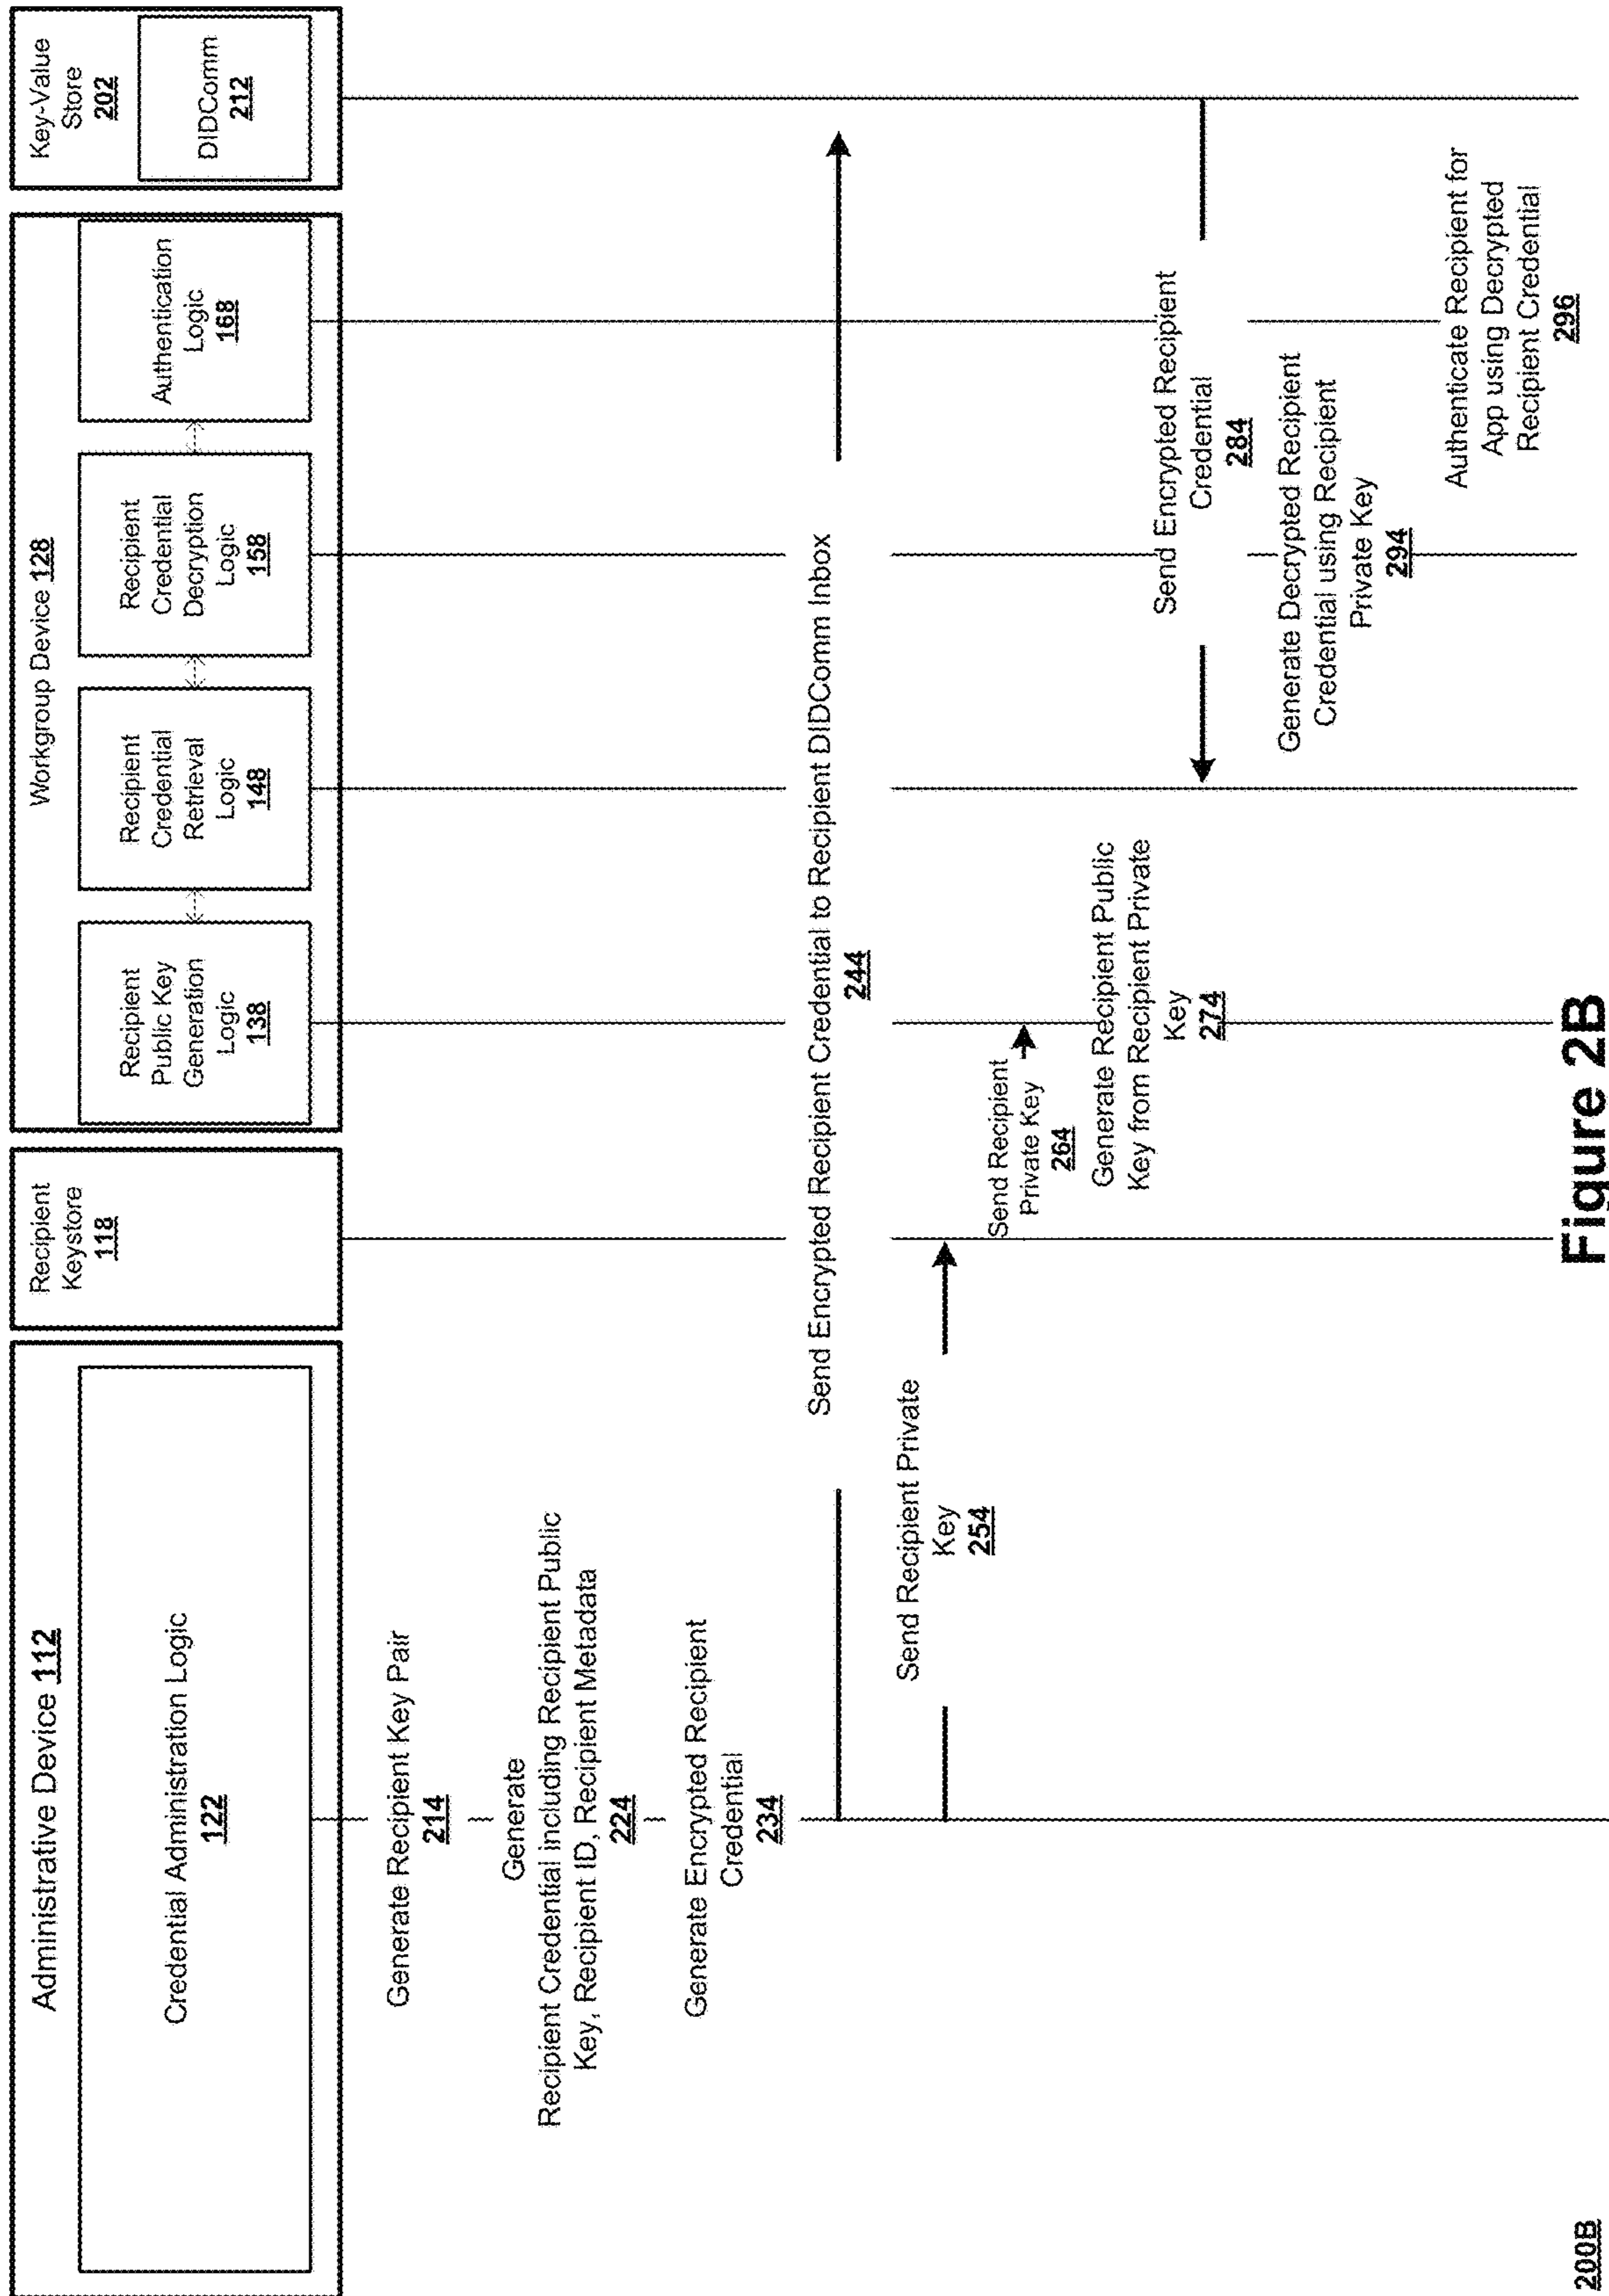 Administrative Device 112
Credential Administration Logic
122
Recipient
Keystore
118
Workgroup Device 128
Recipient
Public Key
Generation
Logic
138
Recipient
Credential
Retrieval
Logic
148
Recipient
Credential
Decryption
Logic
158
Authentication
Logic
168
Key-Value
Store
202
DIDComm
212
Generate Recipient Key Pair
214
Generate
Recipient Credential including Recipient Public
Key, Recipient ID, Recipient Metadata
224
Generate Encrypted Recipient
Credential
234
Send Encrypted Recipient Credential to Recipient DIDComm Inbox
244
Send Recipient Private
Key
254
Send Recipient
Private Key
264
Generate Recipient Public
Key from Recipient Private
Key
274
Send Encrypted Recipient
Credential
284
Generate Decrypted Recipient
Credential using Recipient
Private Key
294
Authenticate Recipient for
App using Decrypted
Recipient Credential
296
200B
Figure 2B